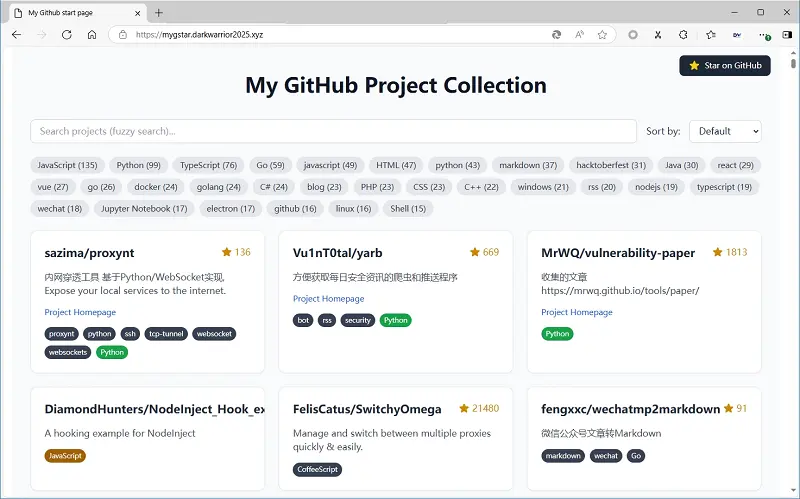 My Github start page
https://mygstar.darkwarrior2025.xyz
Star on GitHub
My GitHub Project Collection
Search projects (fuzzy search)...
Sort by:
Default
JavaScript (135) Python (99) TypeScript (76) Go (59) javascript (49) HTML (47) python (43) markdown (37) hacktoberfest (31) Java (30) react (29)
vue (27) go (26) docker (24) golang (24) C# (24) blog (23) PHP (23) CSS (23) C++ (22) windows (21) rss (20) nodejs (19) typescript (19)
wechat (18) Jupyter Notebook (17) electron (17) github (16) linux (16) Shell (15)
sazima/proxynt 136
内网穿透工具 基于Python/WebSocket实现,
Expose your local services to the internet.
Project Homepage
proxynt python ssh tcp-tunnel websocket
websockets Python
Vu1nT0tal/yarb 669
方便获取每日安全资讯的爬虫和推送程序
Project Homepage
bot rss security Python
MrWQ/vulnerability-paper 1813
收集的文章
https://mrwq.github.io/tools/paper/
Project Homepage
Python
DiamondHunters/NodeInject_Hook_ex
A hooking example for NodeInject
JavaScript
FelisCatus/SwitchyOmega 21480
Manage and switch between multiple proxies
quickly & easily.
CoffeeScript
fengxxc/wechatmp2markdown 91
微信公众号文章转Markdown
markdown wechat Go